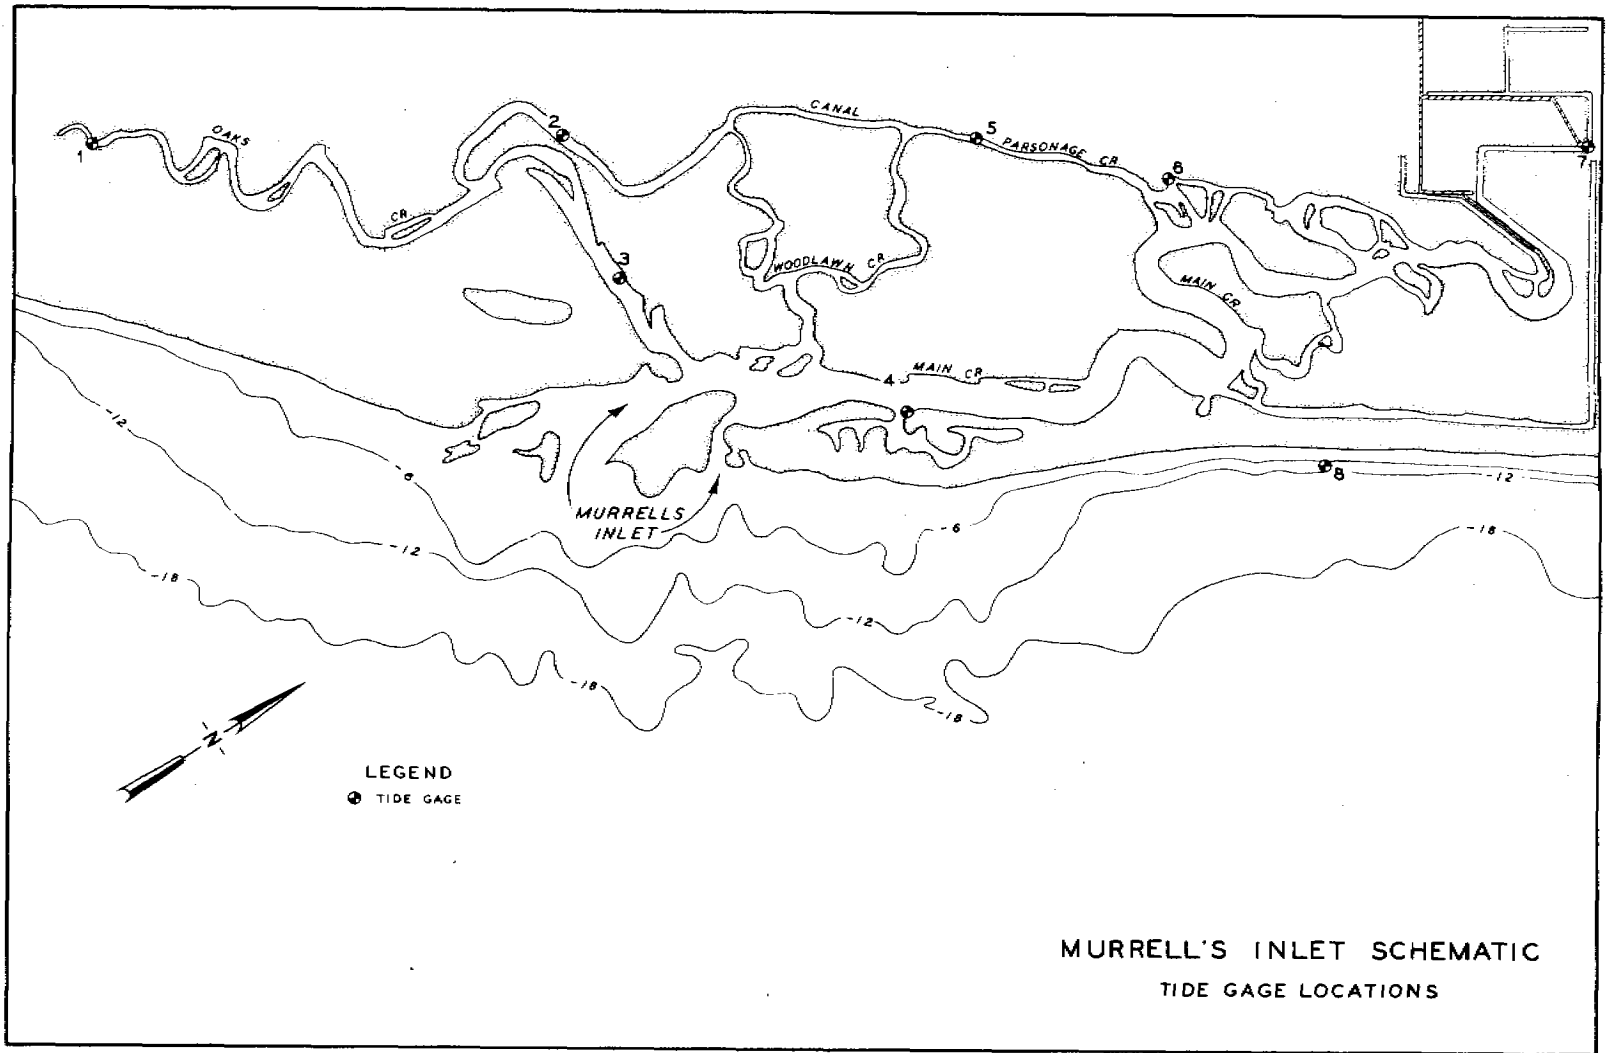 CANAL
2
5
OAKS
1
PARSONAGE CR
6
7
CR
3
WOODLAWN CR
MAIN CR
4
MAIN CR
-12
-6
8
-12
MURRELLS
INLET
-6
-18
-12
-18
-12
-18
-18
N
LEGEND
TIDE GAGE
MURRELL'S INLET SCHEMATIC
TIDE GAGE LOCATIONS